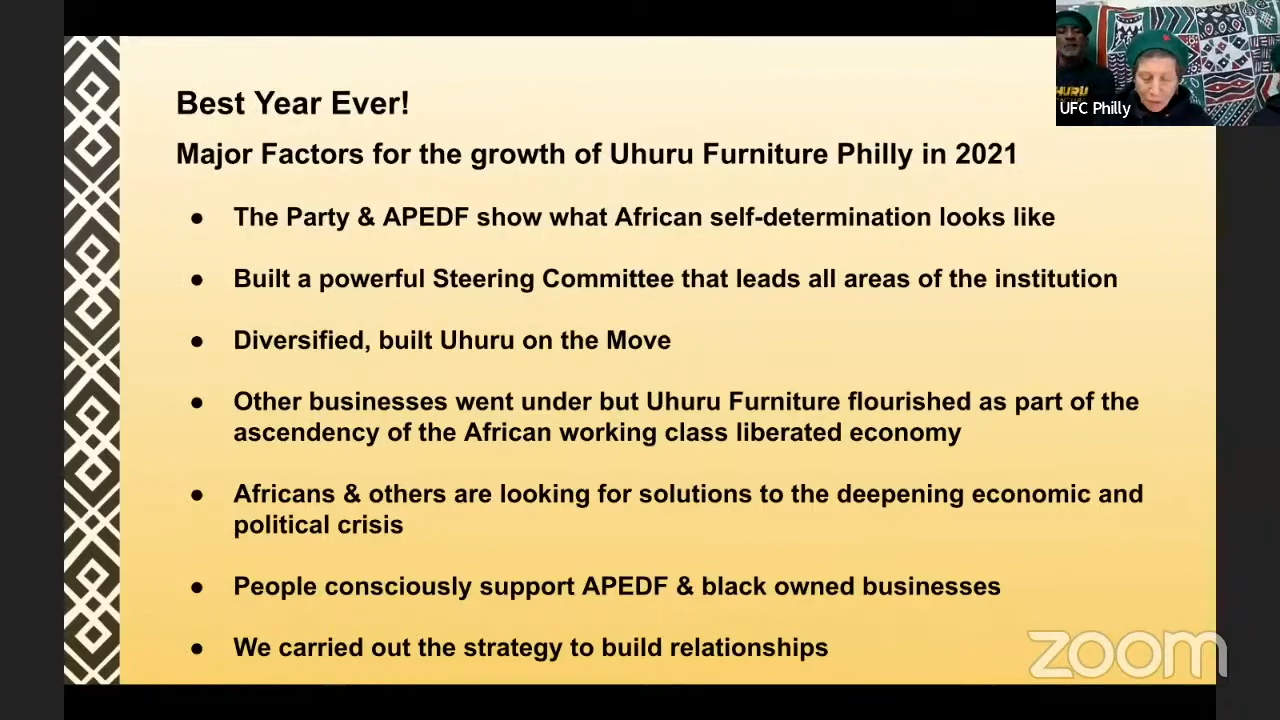 Best Year Ever!
Major Factors for the growth of Uhuru Furniture Philly in 2021
● The Party & APEDF show what African self-determination looks like
● Built a powerful Steering Committee that leads all areas of the institution
● Diversified, built Uhuru on the Move
● Other businesses went under but Uhuru Furniture flourished as part of the
ascendency of the African working class liberated economy
● Africans & others are looking for solutions to the deepening economic and
political crisis
● People consciously support APEDF & black owned businesses
● We carried out the strategy to build relationships
UHURU
UFC Philly
zoom